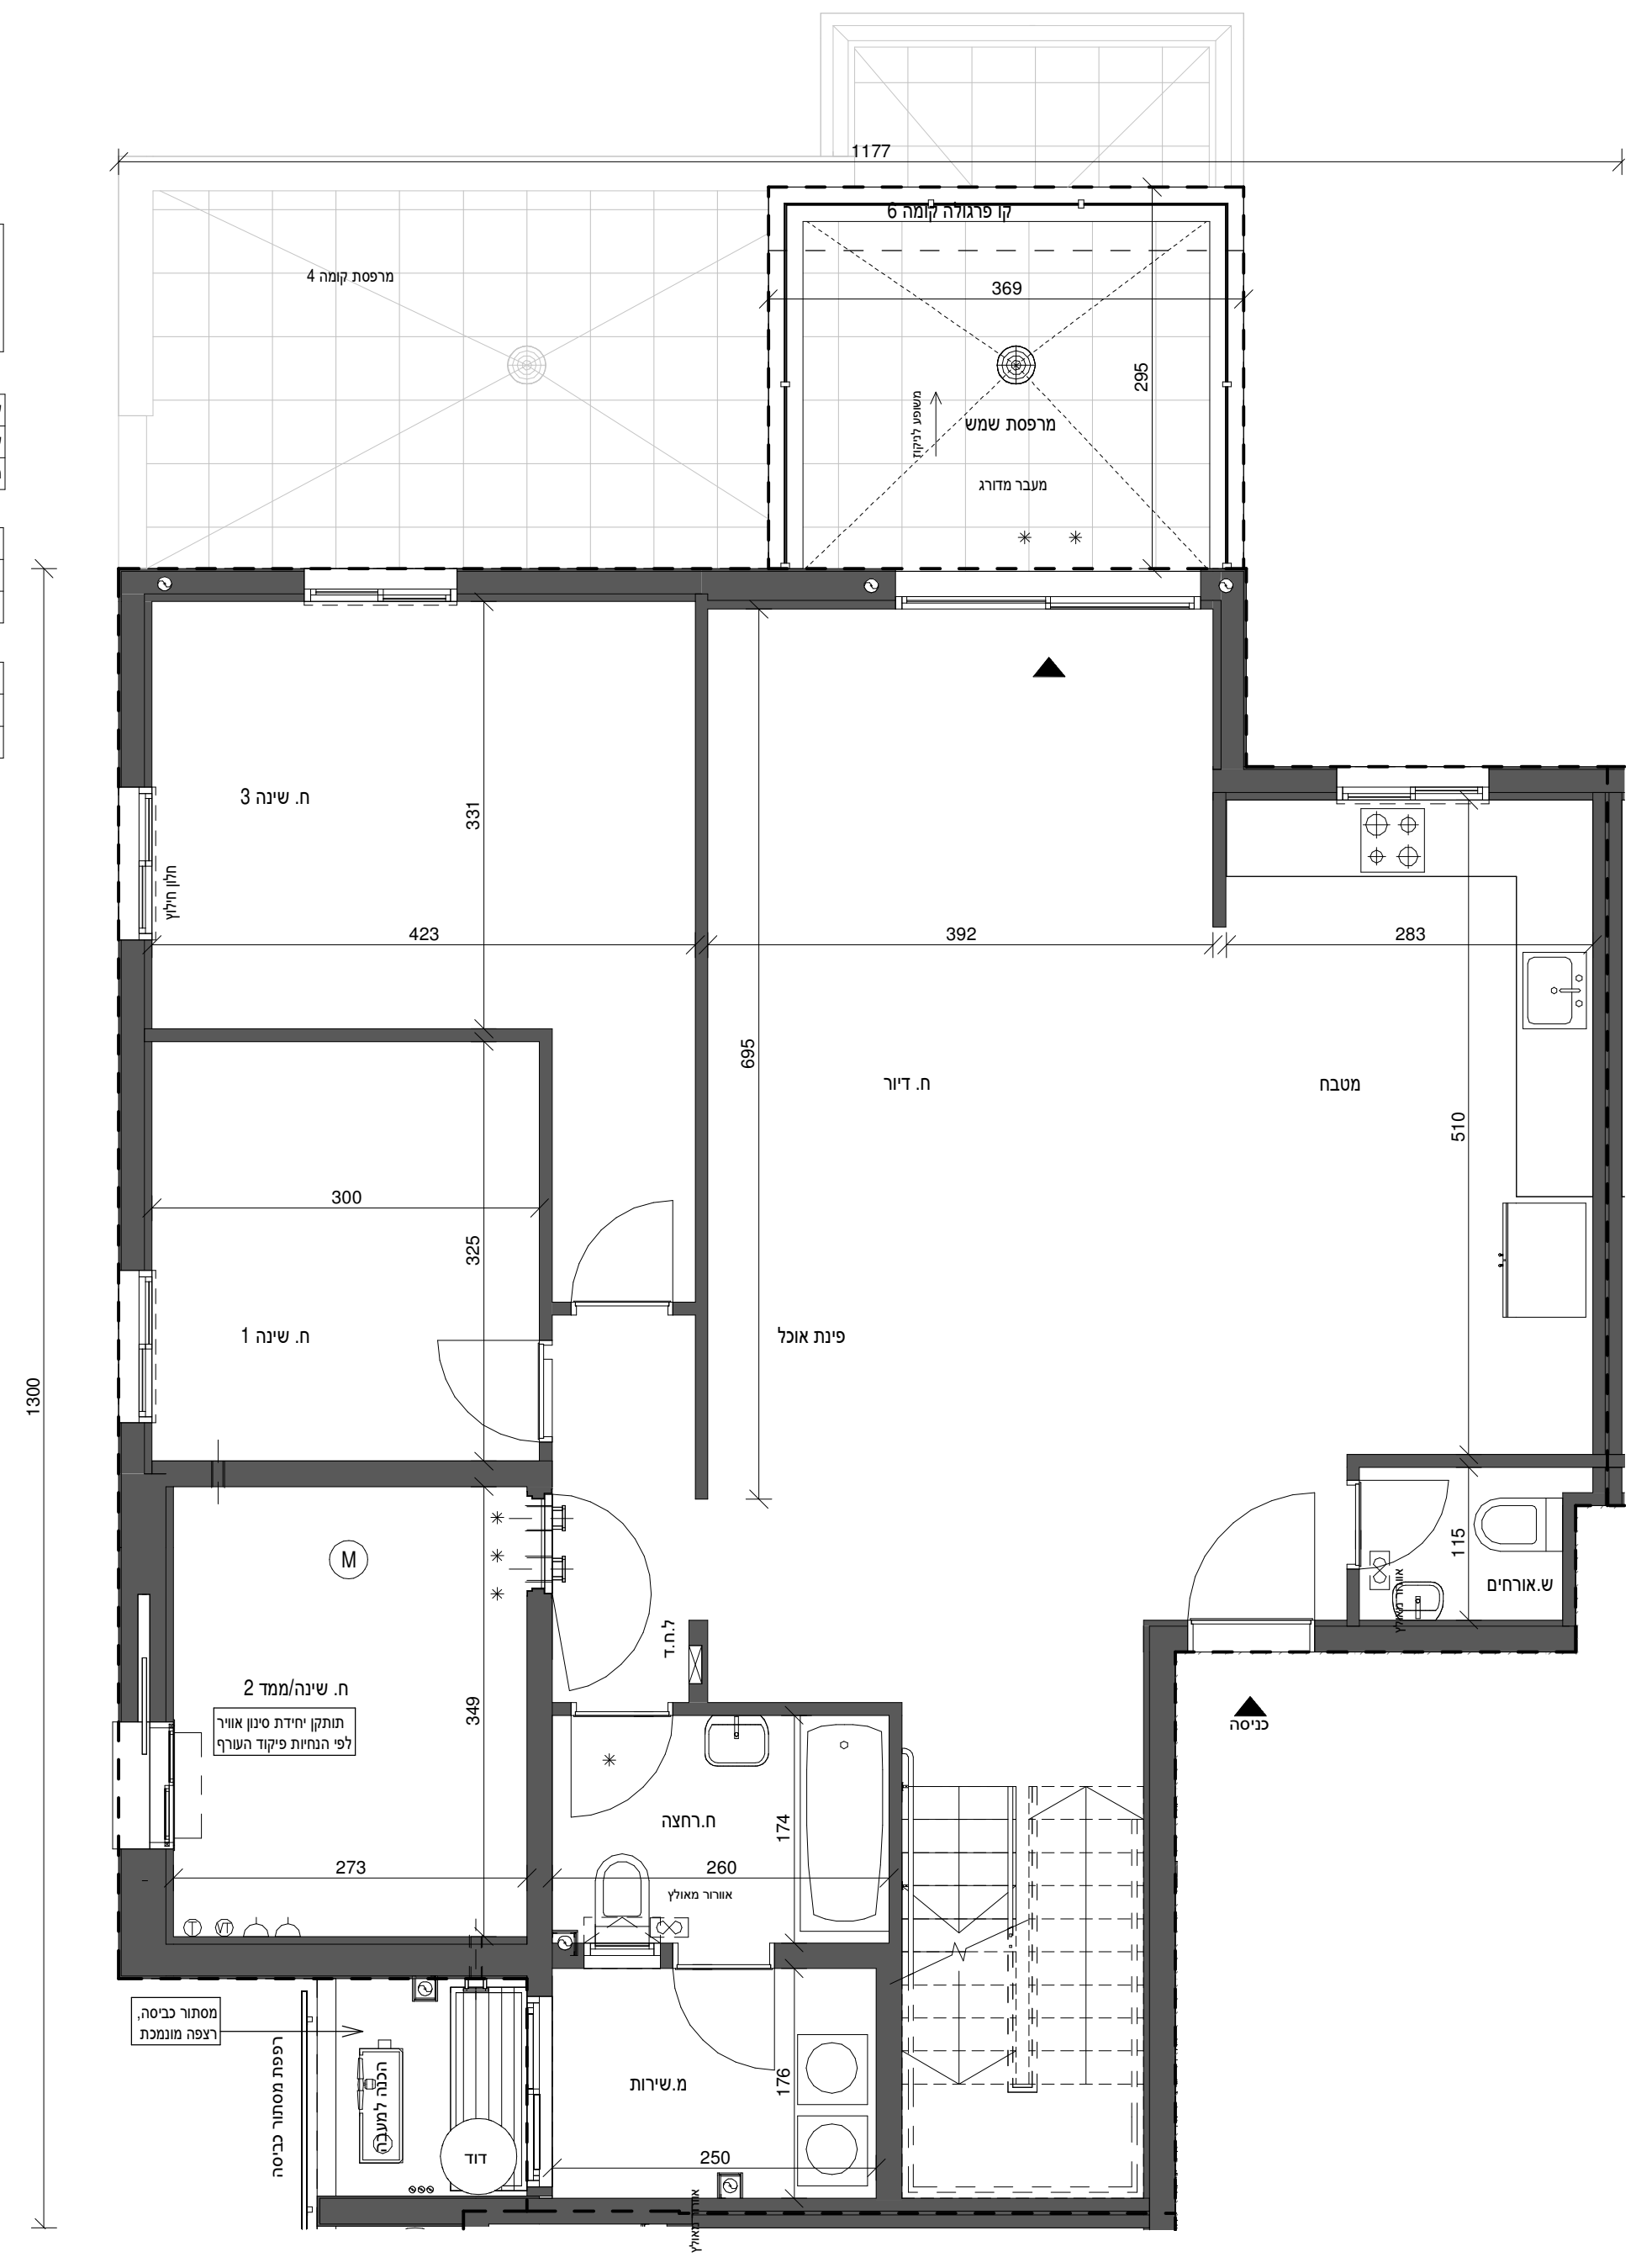 1177
קו פרגולה קומה 6
מרפסת קומה 4
369
295
משופע לניקוז
מרפסת שמש
מעבר מדורג
ח. שינה 3
331
חלון חילוץ
423
392
283
695
ח. דיור
מטבח
510
300
325
ח. שינה 1
פינת אוכל
1300
M
115
ש.אורחים
אוורור מאולץ
ל.ח.ד
349
ח. שינה/ממד 2
תותקן יחידת סינון אוויר
לפי הנחיות פיקוד העורף
כניסה
ח.רחצה
174
273
260
אוורור מאולץ
T
VT
מסתור כביסה,
רצפה מונמכת
רפפת מסתור כביסה
הכנה למעבה
דוד
מ.שירות
176
250
אוורור מאולץ